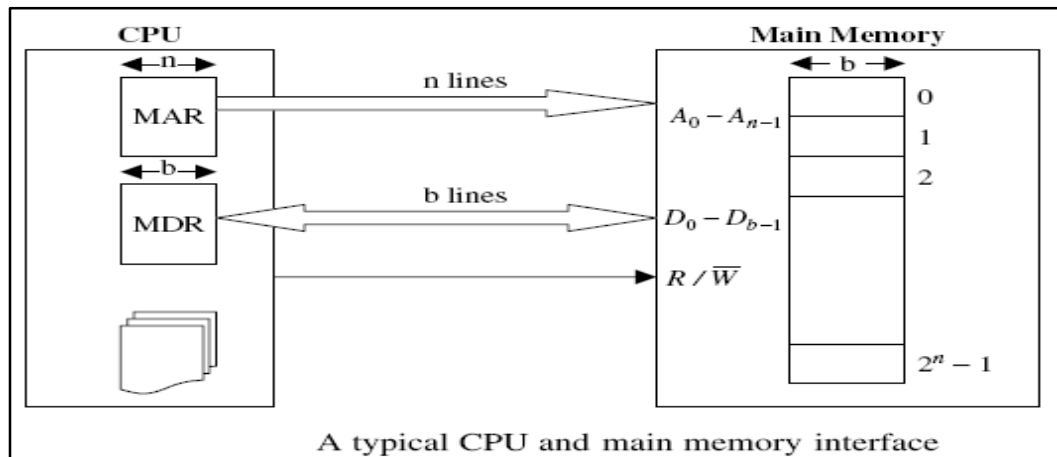 CPU
Main Memory
n
b
MAR
n lines
A₀ – Aₙ₋₁
0
1
2
b
MDR
b lines
D₀ – D_b₋₁
R / W̅
2ⁿ – 1
A typical CPU and main memory interface